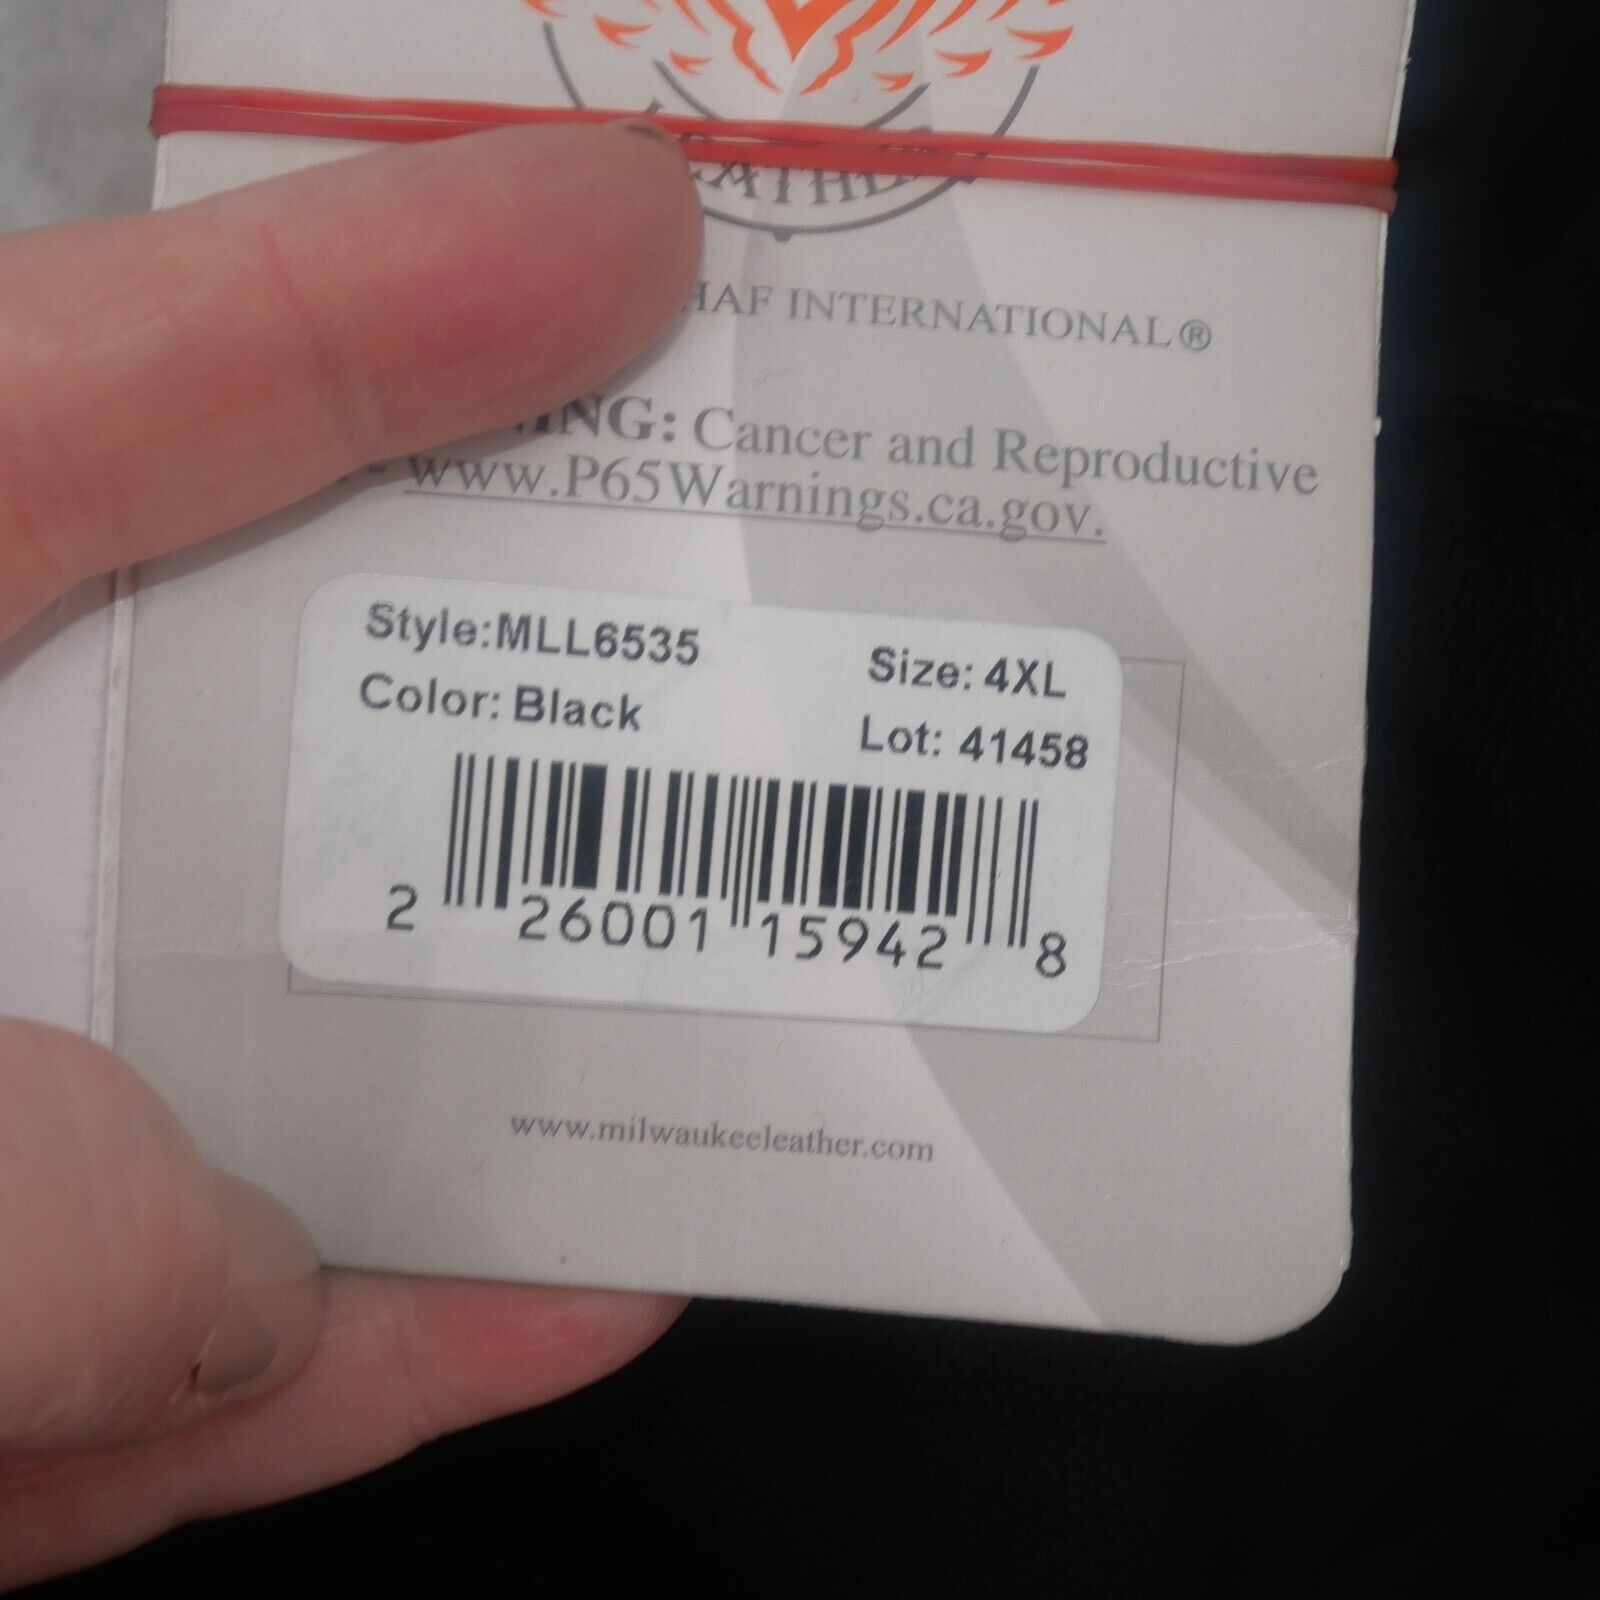 INTERNATIONAL®
Cancer and Reproductive
www.P65Warnings.ca.gov.
Style:MLL6535
Size: 4XL
Color: Black
Lot: 41458
2 26001 15942 8
www.milwaukeeleather.com